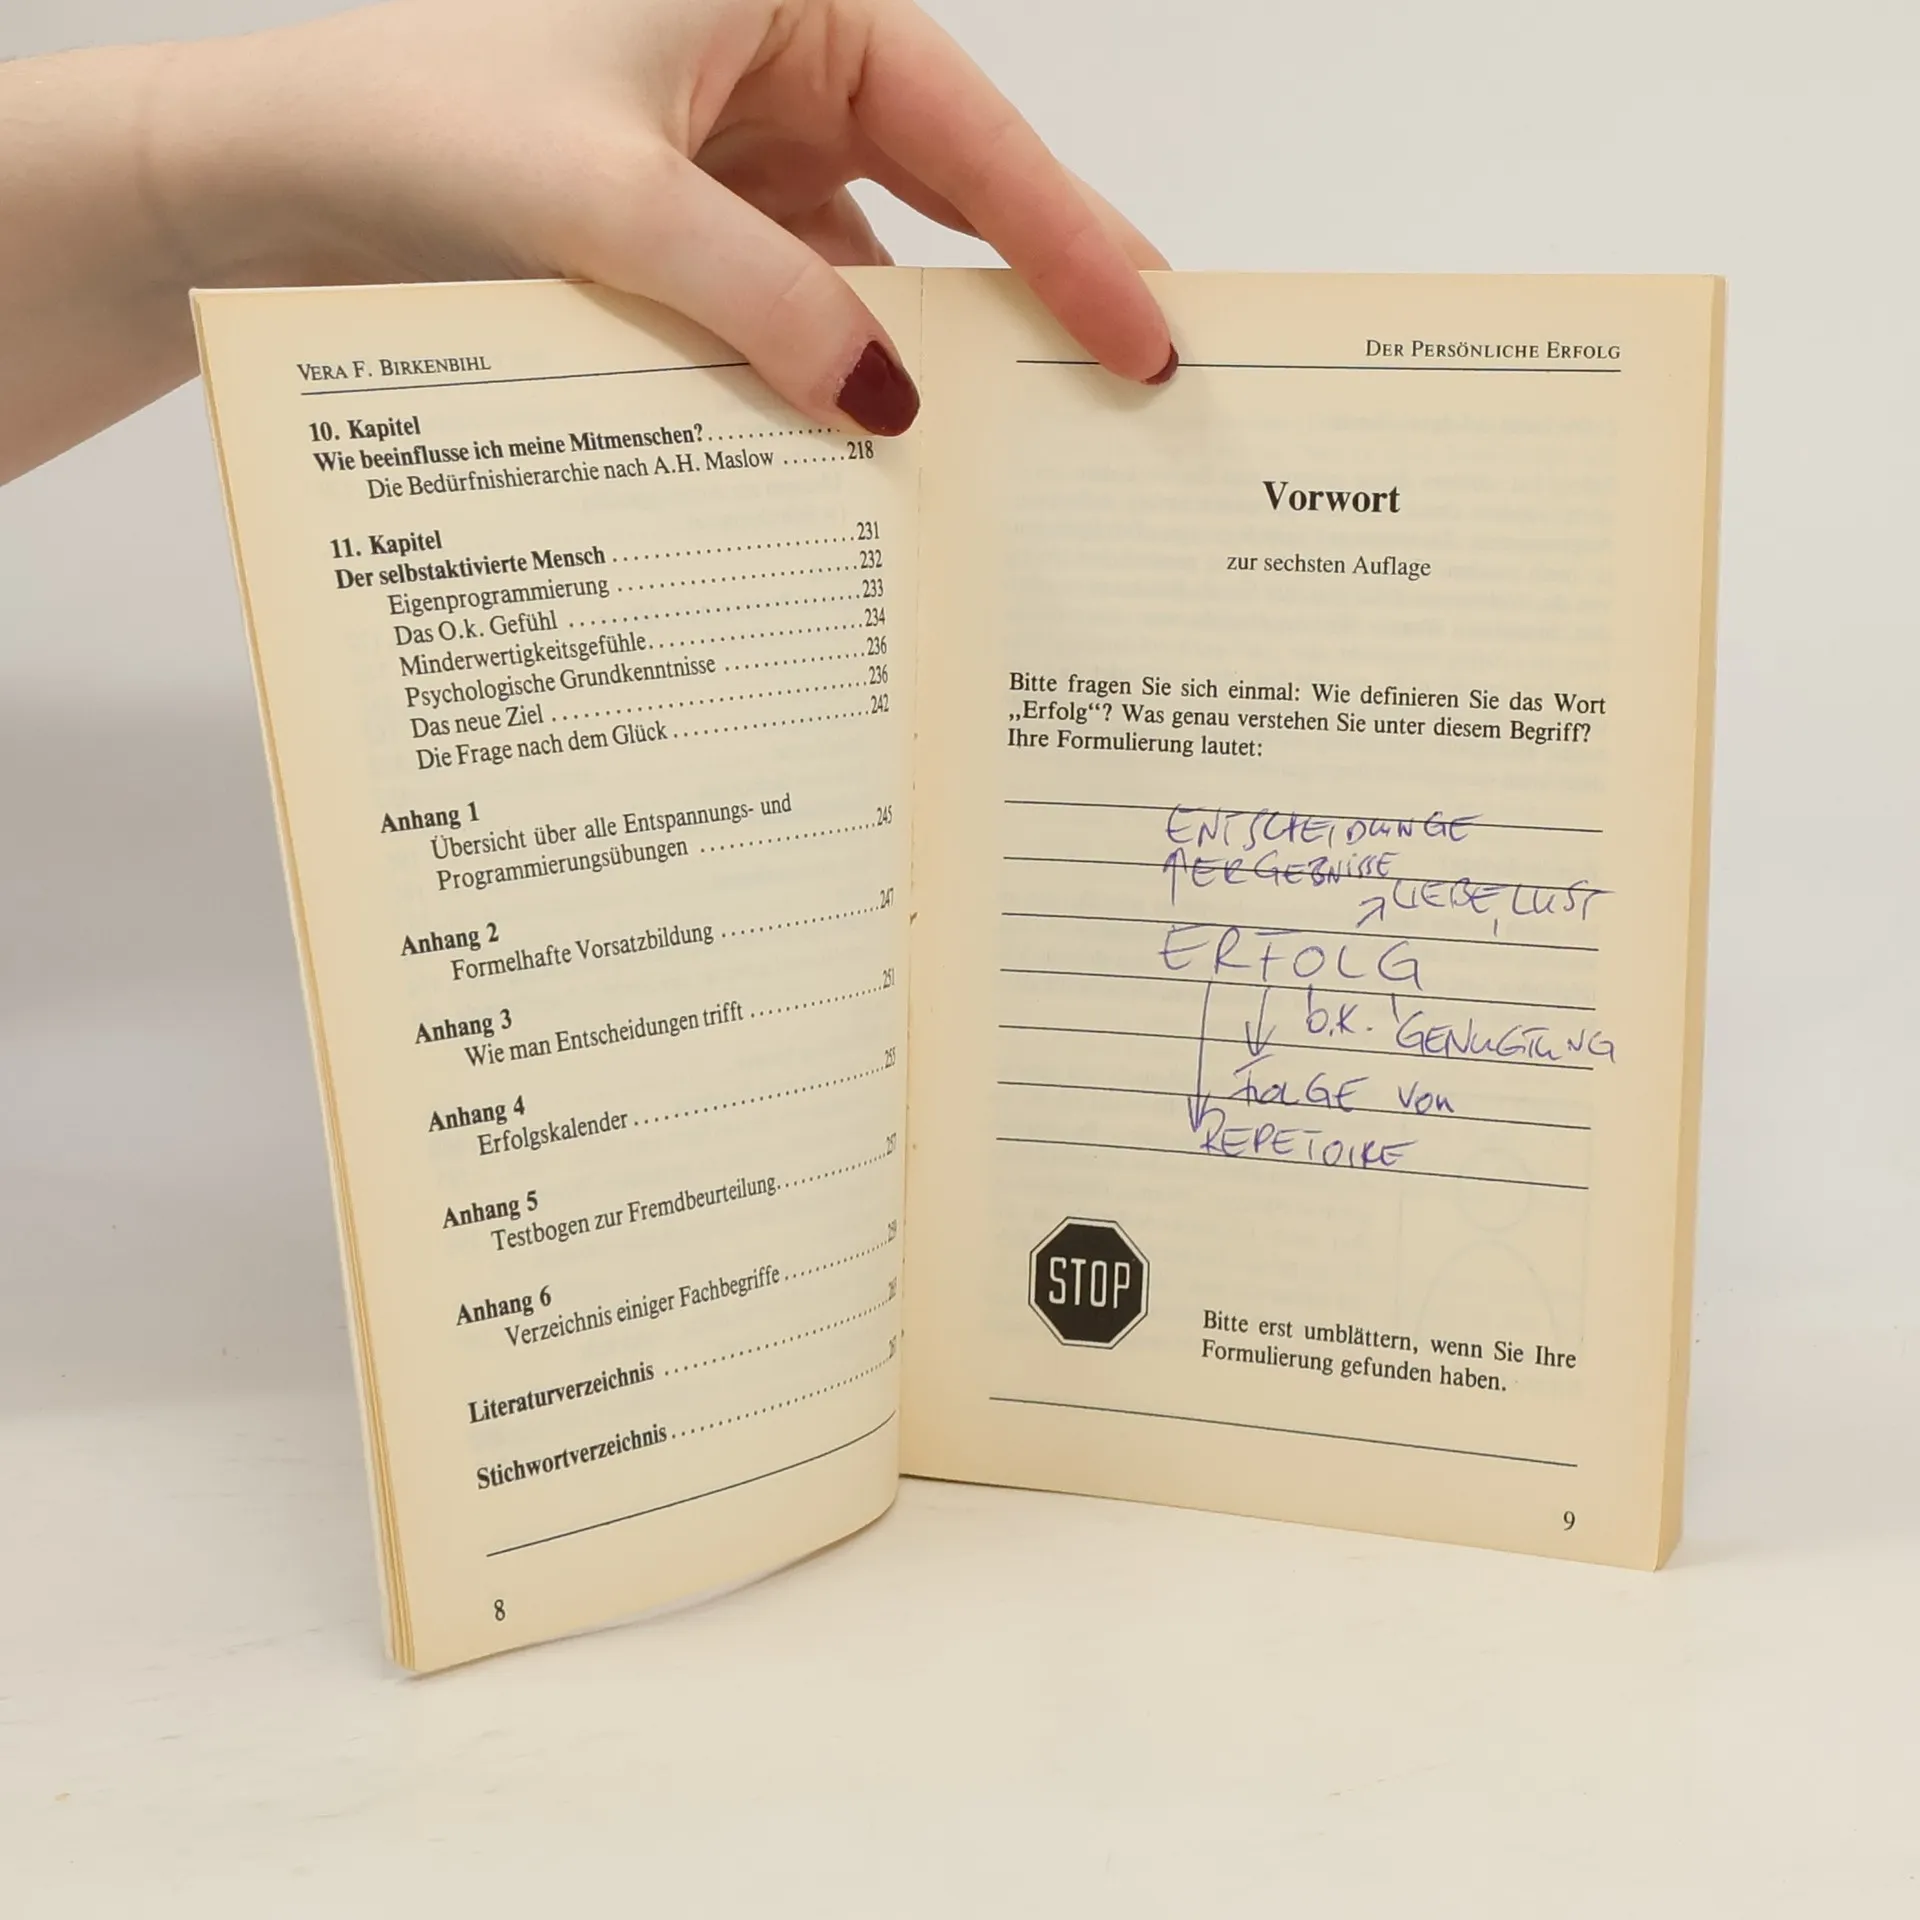 VERA F. BIRKENBIHL
10. Kapitel
Wie beeinflusse ich meine Mitmenschen?............
Die Bedürfnishierarchie nach A.H. Maslow .......218
11. Kapitel
Der selbstaktivierte Mensch ........................231
Eigenprogrammierung ........................232
Das O.k. Gefühl ............................233
Minderwertigkeitsgefühle.....................234
Psychologische Grundkenntnisse ..............236
Das neue Ziel ...............................236
Die Frage nach dem Glück ...................242
Anhang 1
Übersicht über alle Entspannungs- und
Programmierungsübungen .................245
Anhang 2
Formelhafte Vorsatzbildung ................247
Anhang 3
Wie man Entscheidungen trifft ..............251
Anhang 4
Erfolgskalender .........................255
Anhang 5
Testbogen zur Fremdbeurteilung............257
Anhang 6
Verzeichnis einiger Fachbegriffe ............259
Literaturverzeichnis ........................
Stichwortverzeichnis ........................
8
DER PERSÖNLICHE ERFOLG
Vorwort
zur sechsten Auflage
Bitte fragen Sie sich einmal: Wie definieren Sie das Wort
„Erfolg“? Was genau verstehen Sie unter diesem Begriff?
Ihre Formulierung lautet:
ENTSCHEIDUNGE
ERGEBNISSE
LIEBE, LUST
ERFOLG
O.K. GENUGTUNG
FOLGE VON
REPETOIRE
STOP
Bitte erst umblättern, wenn Sie Ihre
Formulierung gefunden haben.
9